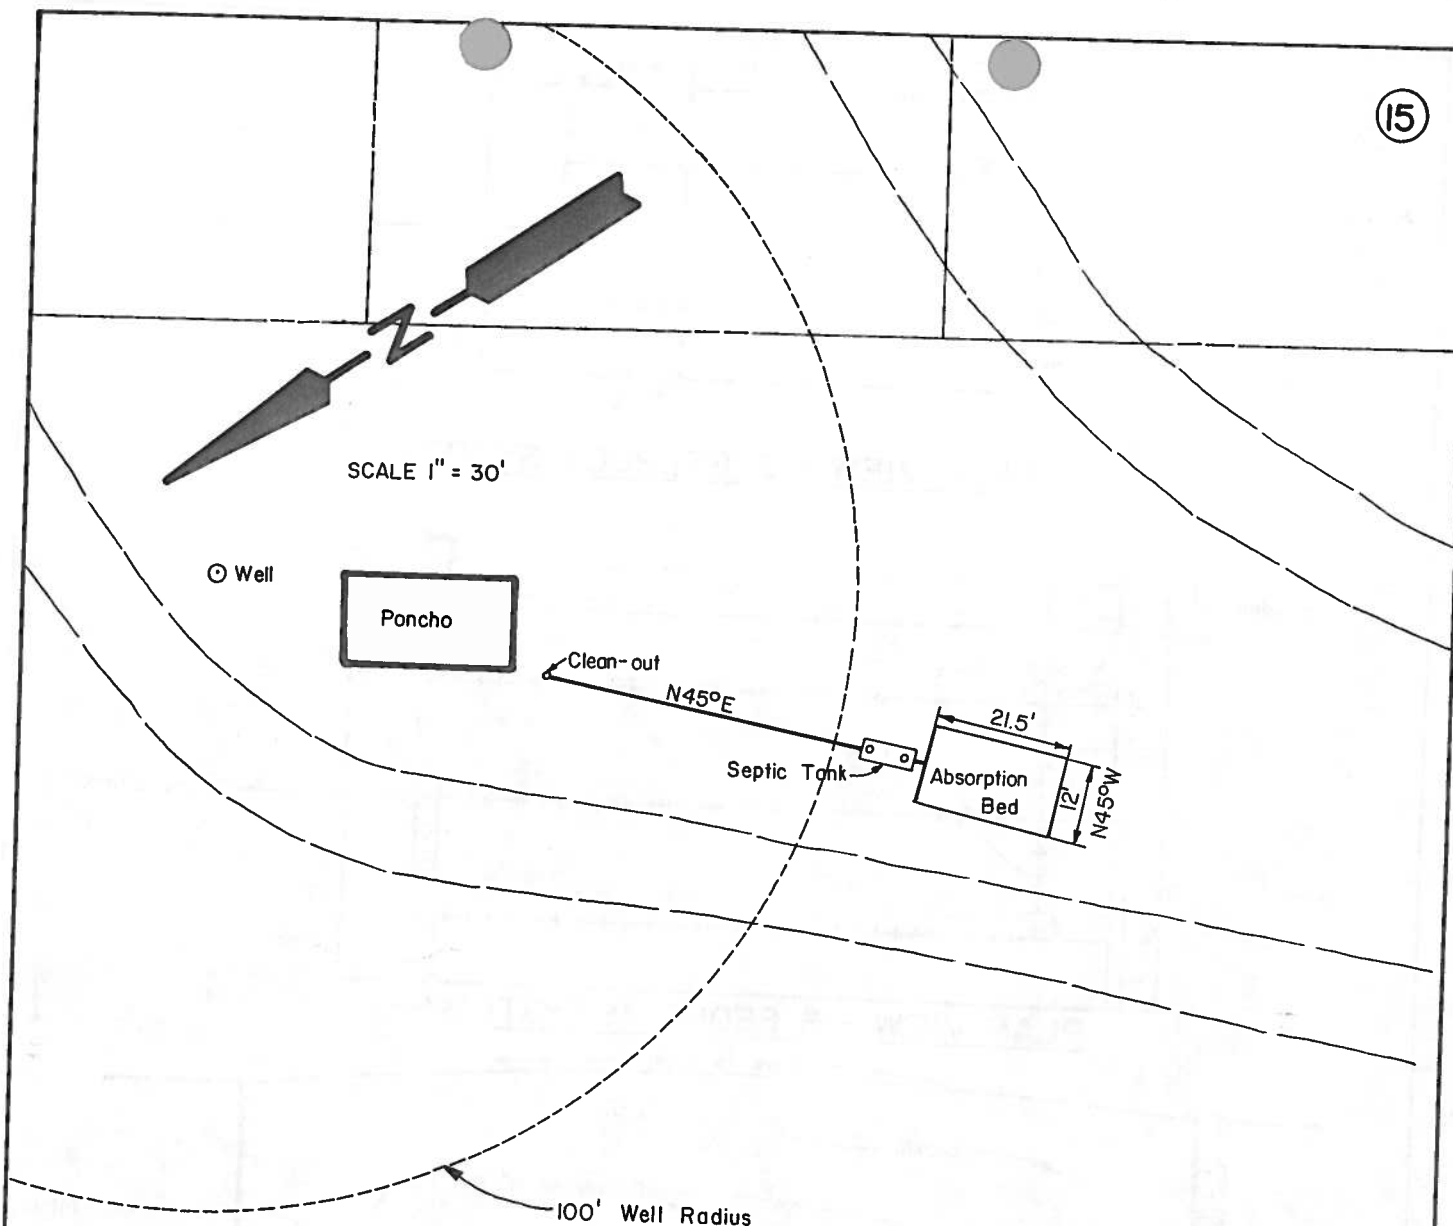 15
N
SCALE 1" = 30'
Well
Poncho
Clean-out
N45°E
21.5'
Septic Tank
Absorption
Bed
12'
N45°W
100' Well Radius